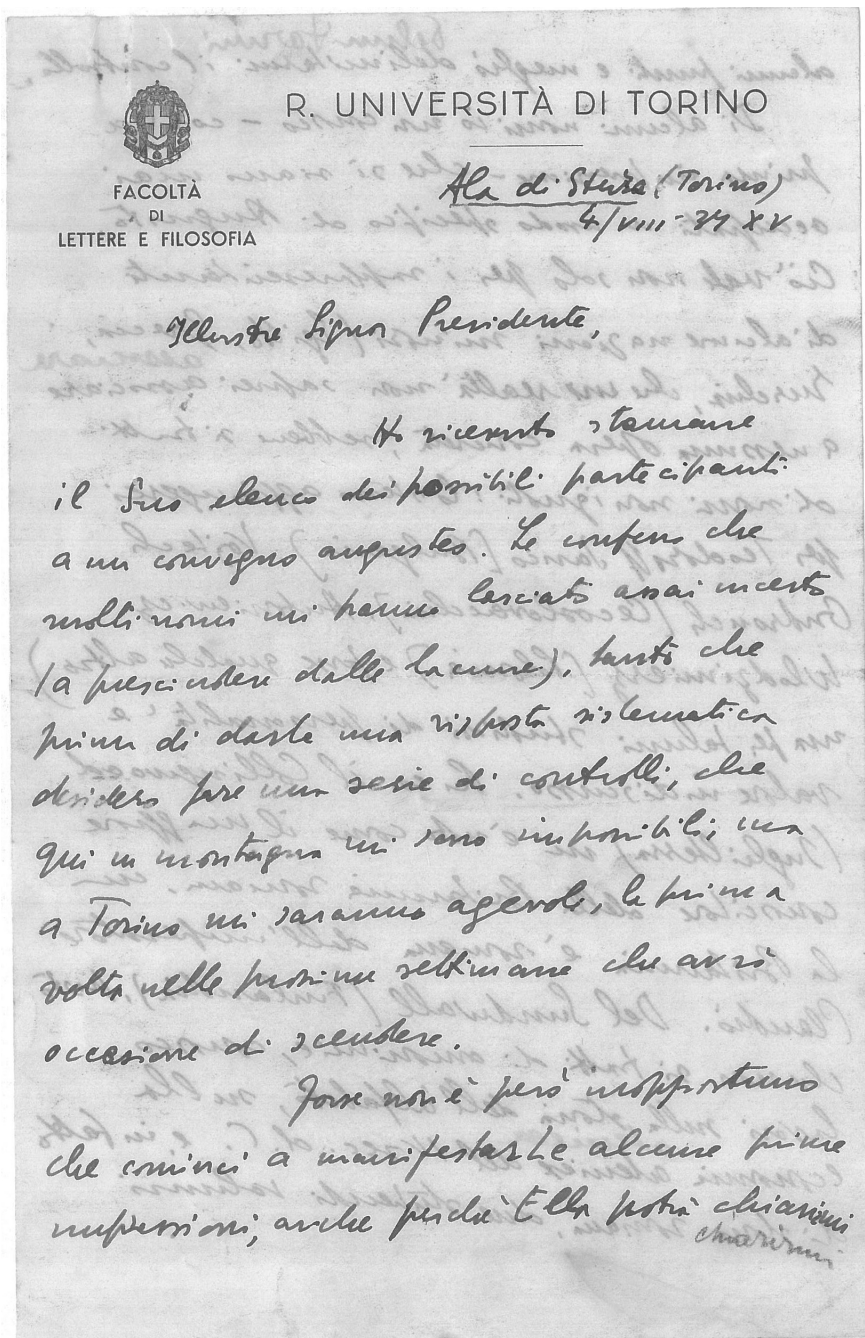 R. UNIVERSITÀ DI TORINO
FACOLTÀ
DI
LETTERE E FILOSOFIA
Ala di Stura (Torino)
4/VIII-37 XV
Illustre Signor Presidente,
Ho ricevuto stamane
il Suo elenco dei possibili partecipanti
a un convegno augusteo. Le confesso che
molti nomi mi hanno lasciato assai incerto
(a prescindere dalle lacune), tanto che
prima di darle una risposta sistematica
desidero fare una serie di controlli, che
qui in montagna mi sono impossibili; ma
a Torino mi saranno agevoli, la prima
volta nelle prossime settimane che avrò
occasione di scendere.
Forse non è però inopportuno
che cominci a manifestarLe alcune prime
impressioni, anche perchè Ella potrà chiarirmi
chiarirmi